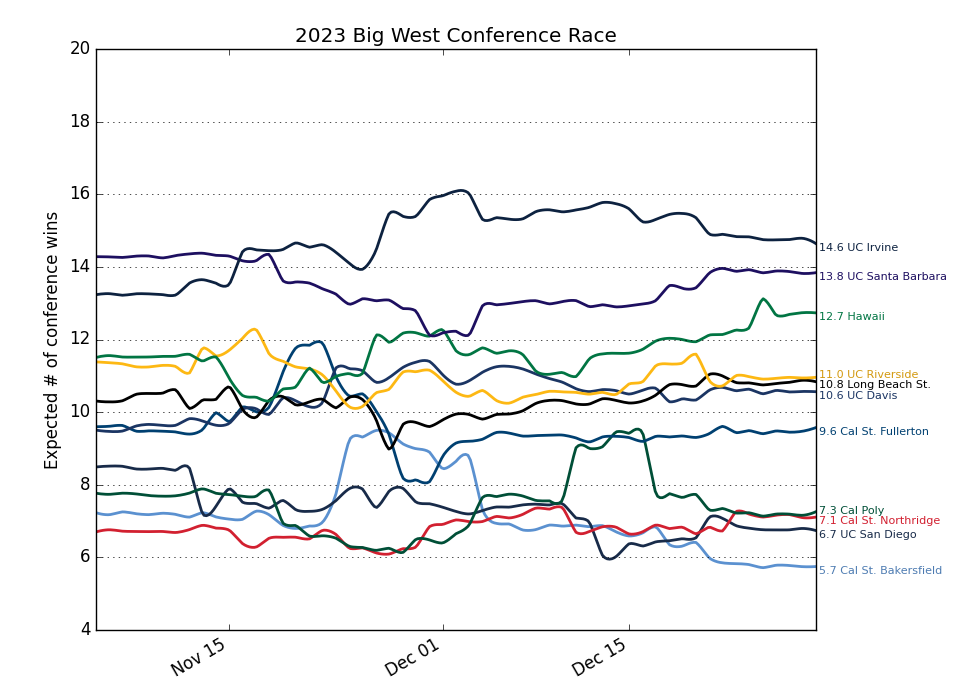 2023 Big West Conference Race
Expected # of conference wins
20
18
16
14
12
10
8
6
4
Nov 15
Dec 01
Dec 15
14.6 UC Irvine
13.8 UC Santa Barbara
12.7 Hawaii
11.0 UC Riverside
10.8 Long Beach St.
10.6 UC Davis
9.6 Cal St. Fullerton
7.3 Cal Poly
7.1 Cal St. Northridge
6.7 UC San Diego
5.7 Cal St. Bakersfield